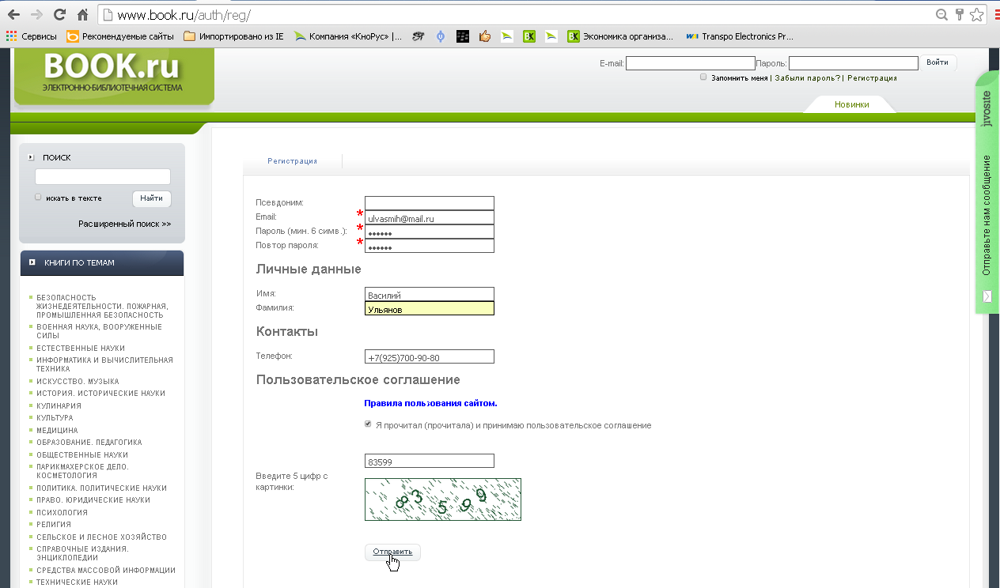 www.book.ru/auth/reg/
Сервисы
Рекомендуемые сайты
Импортировано из IE
Компания «КноРус» |...
Экономика организа...
Transpo Electronics Pr...
BOOK.ru
ЭЛЕКТРОННО-БИБЛИОТЕЧНАЯ СИСТЕМА
E-mail:
Пароль:
Войти
Запомнить меня | Забыли пароль? | Регистрация
Новинки
jivosite
Отправьте нам сообщение
ПОИСК
искать в тексте
Найти
Расширенный поиск >>
КНИГИ ПО ТЕМАМ
БЕЗОПАСНОСТЬ
ЖИЗНЕДЕЯТЕЛЬНОСТИ. ПОЖАРНАЯ,
ПРОМЫШЛЕННАЯ БЕЗОПАСНОСТЬ
ВОЕННАЯ НАУКА, ВООРУЖЕННЫЕ
СИЛЫ
ЕСТЕСТВЕННЫЕ НАУКИ
ИНФОРМАТИКА И ВЫЧИСЛИТЕЛЬНАЯ
ТЕХНИКА
ИСКУССТВО. МУЗЫКА
ИСТОРИЯ. ИСТОРИЧЕСКИЕ НАУКИ
КУЛИНАРИЯ
КУЛЬТУРА
МЕДИЦИНА
ОБРАЗОВАНИЕ. ПЕДАГОГИКА
ОБЩЕСТВЕННЫЕ НАУКИ
ПАРИКМАХЕРСКОЕ ДЕЛО.
КОСМЕТОЛОГИЯ
ПОЛИТИКА. ПОЛИТИЧЕСКИЕ НАУКИ
ПРАВО. ЮРИДИЧЕСКИЕ НАУКИ
ПСИХОЛОГИЯ
РЕЛИГИЯ
СЕЛЬСКОЕ И ЛЕСНОЕ ХОЗЯЙСТВО
СПРАВОЧНЫЕ ИЗДАНИЯ.
ЭНЦИКЛОПЕДИИ
СРЕДСТВА МАССОВОЙ ИНФОРМАЦИИ
ТЕХНИЧЕСКИЕ НАУКИ
Регистрация
Псевдоним:
Email: * ulvasmih@mail.ru
Пароль (мин. 6 симв.): * ••••••
Повтор пароля: * ••••••
Личные данные
Имя: Василий
Фамилия: Ульянов
Контакты
Телефон: +7(925)700-90-80
Пользовательское соглашение
Правила пользования сайтом.
Я прочитал (прочитала) и принимаю пользовательское соглашение
83599
Введите 5 цифр с
картинки:
83599
Отправить